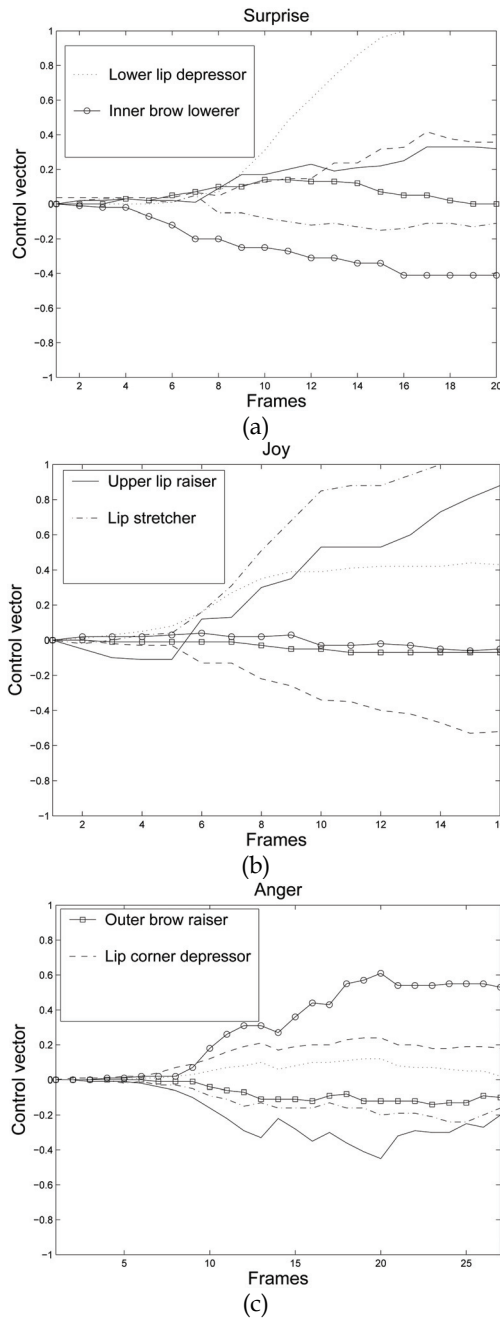 Surprise
1
0.8
0.6
0.4
0.2
0
−0.2
−0.4
−0.6
−0.8
−1
Control vector
Lower lip depressor
Inner brow lowerer
2 4 6 8 10 12 14 16 18 20
Frames
(a)
Joy
1
0.8
0.6
0.4
0.2
0
−0.2
−0.4
−0.6
−0.8
−1
Control vector
Upper lip raiser
Lip stretcher
2 4 6 8 10 12 14 1
Frames
(b)
Anger
1
0.8
0.6
0.4
0.2
0
−0.2
−0.4
−0.6
−0.8
−1
Control vector
Outer brow raiser
Lip corner depressor
5 10 15 20 25
Frames
(c)